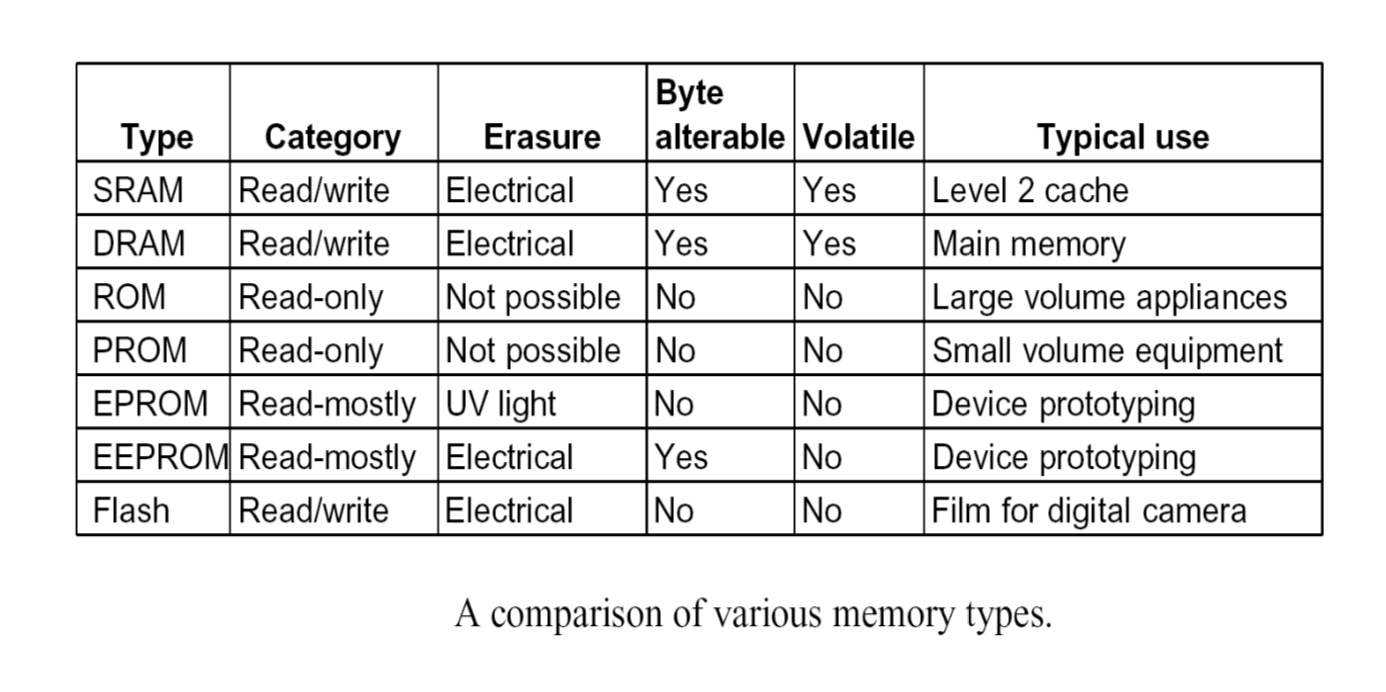 Type Category Erasure Byte alterable Volatile Typical use
SRAM Read/write Electrical Yes Yes Level 2 cache
DRAM Read/write Electrical Yes Yes Main memory
ROM Read-only Not possible No No Large volume appliances
PROM Read-only Not possible No No Small volume equipment
EPROM Read-mostly UV light No No Device prototyping
EEPROM Read-mostly Electrical Yes No Device prototyping
Flash Read/write Electrical No No Film for digital camera
A comparison of various memory types.